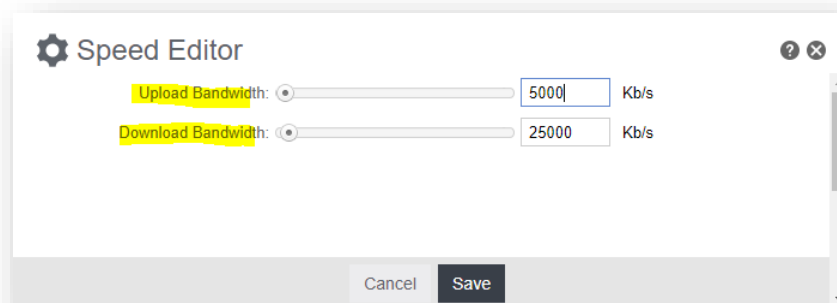 Speed Editor
Upload Bandwidth: 5000 Kb/s
Download Bandwidth: 25000 Kb/s
Cancel Save